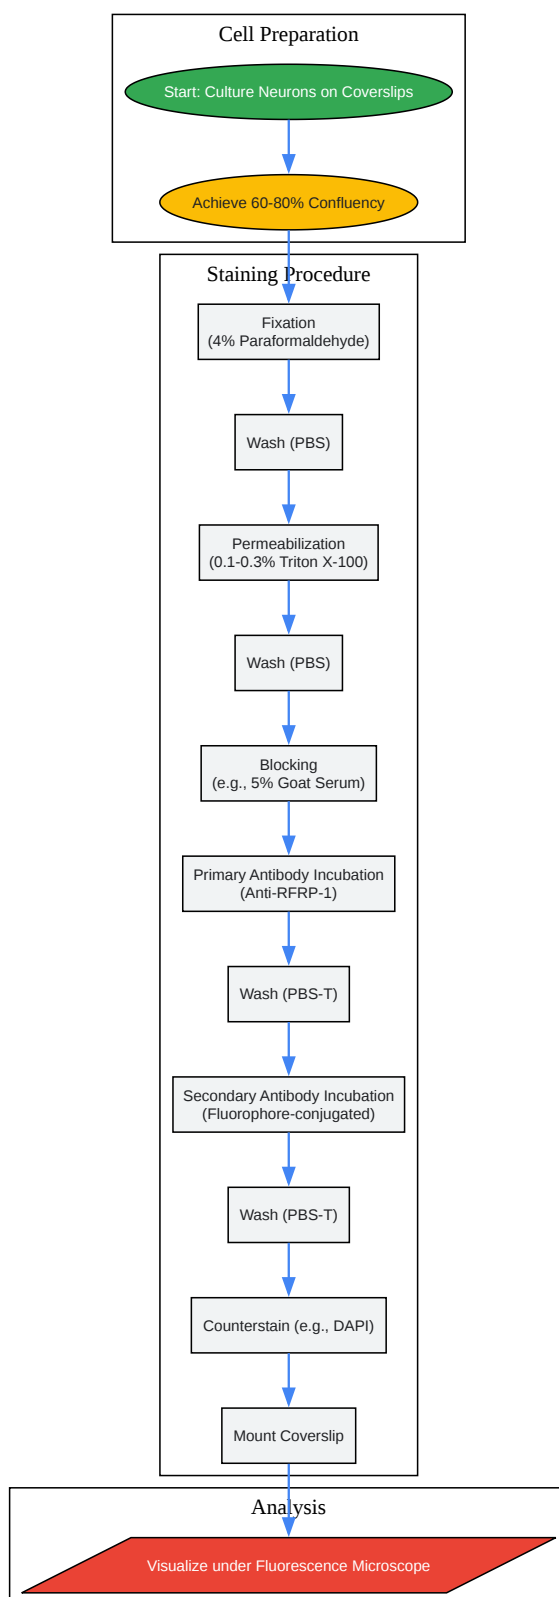 Cell Preparation
Start: Culture Neurons on Coverslips
Achieve 60-80% Confluency
Staining Procedure
Fixation
(4% Paraformaldehyde)
Wash (PBS)
Permeabilization
(0.1-0.3% Triton X-100)
Wash (PBS)
Blocking
(e.g., 5% Goat Serum)
Primary Antibody Incubation
(Anti-RFRP-1)
Wash (PBS-T)
Secondary Antibody Incubation
(Fluorophore-conjugated)
Wash (PBS-T)
Counterstain (e.g., DAPI)
Mount Coverslip
Analysis
Visualize under Fluorescence Microscope